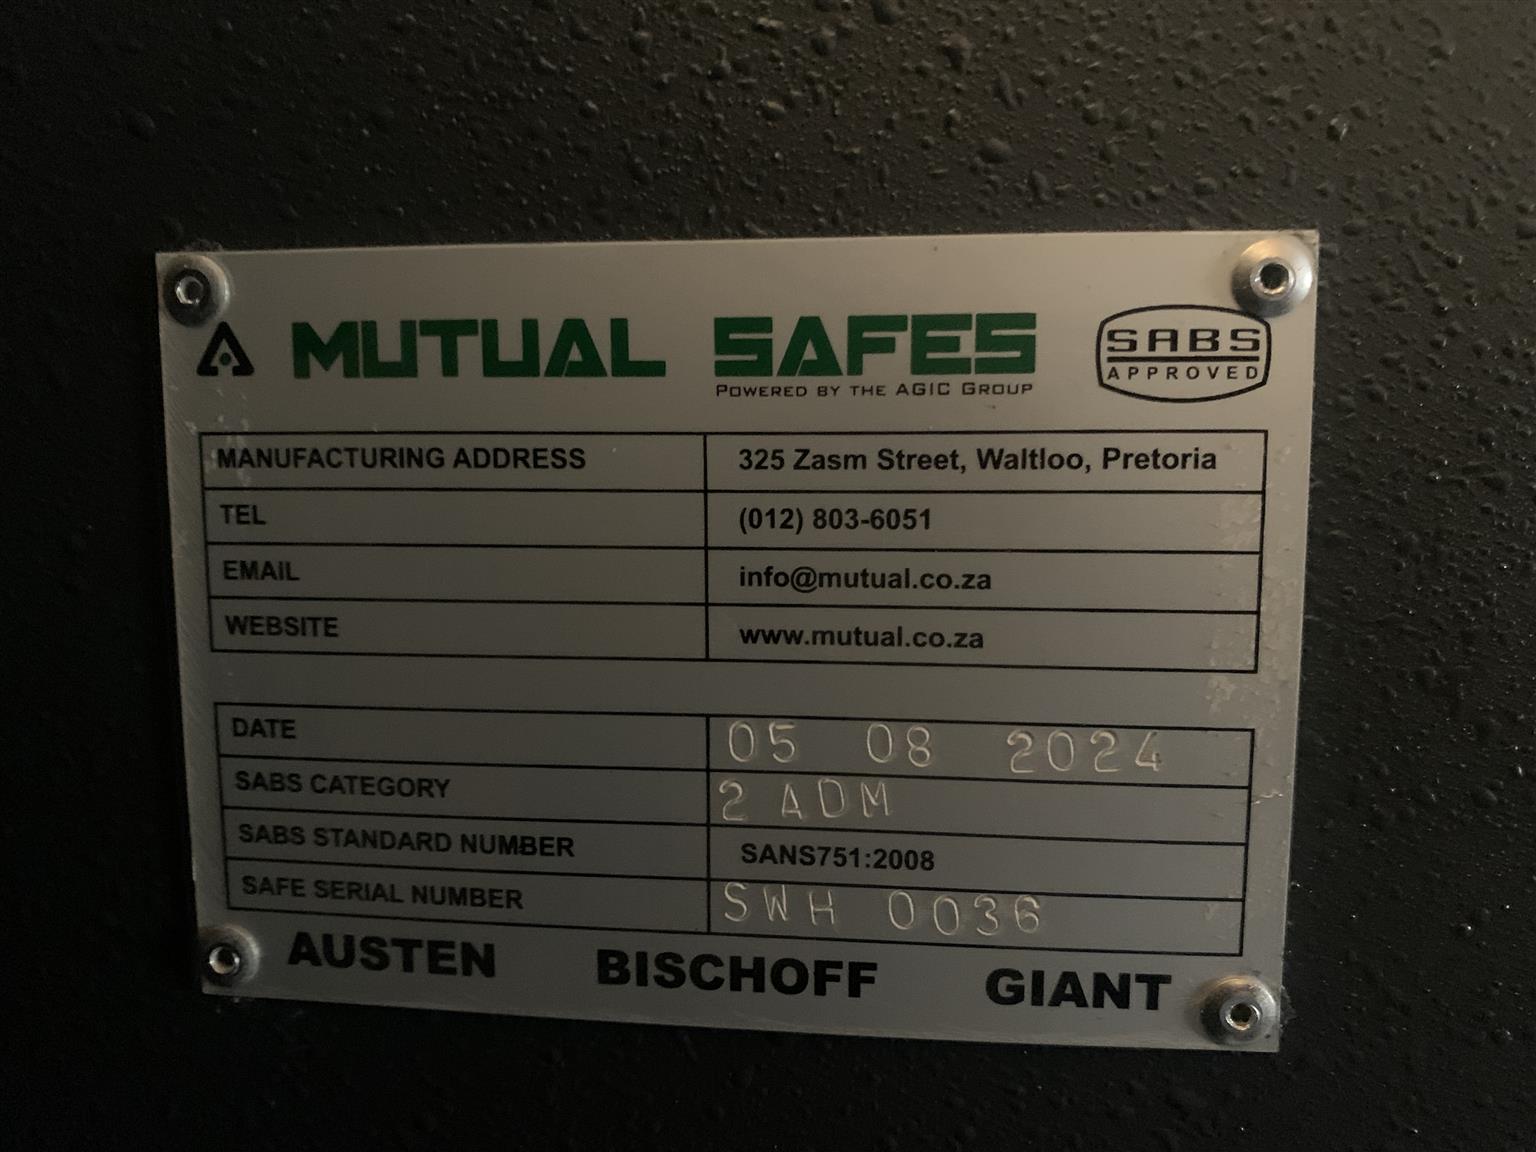 MUTUAL SAFES
POWERED BY THE AGIC GROUP
SABS
APPROVED
MANUFACTURING ADDRESS 325 Zasm Street, Waltloo, Pretoria
TEL (012) 803-6051
EMAIL info@mutual.co.za
WEBSITE www.mutual.co.za
DATE 05 08 2024
SABS CATEGORY 2 ADM
SABS STANDARD NUMBER SANS751:2008
SAFE SERIAL NUMBER SWH 0036
AUSTEN BISCHOFF GIANT